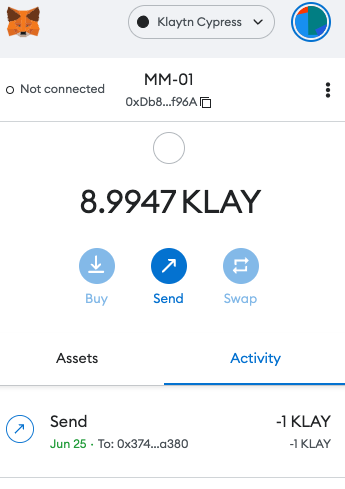 Klaytn Cypress
Not connected
MM-01
0xDb8...f96A
8.9947 KLAY
Buy
Send
Swap
Assets
Activity
Send
-1 KLAY
Jun 25 · To: 0x374...a380
-1 KLAY